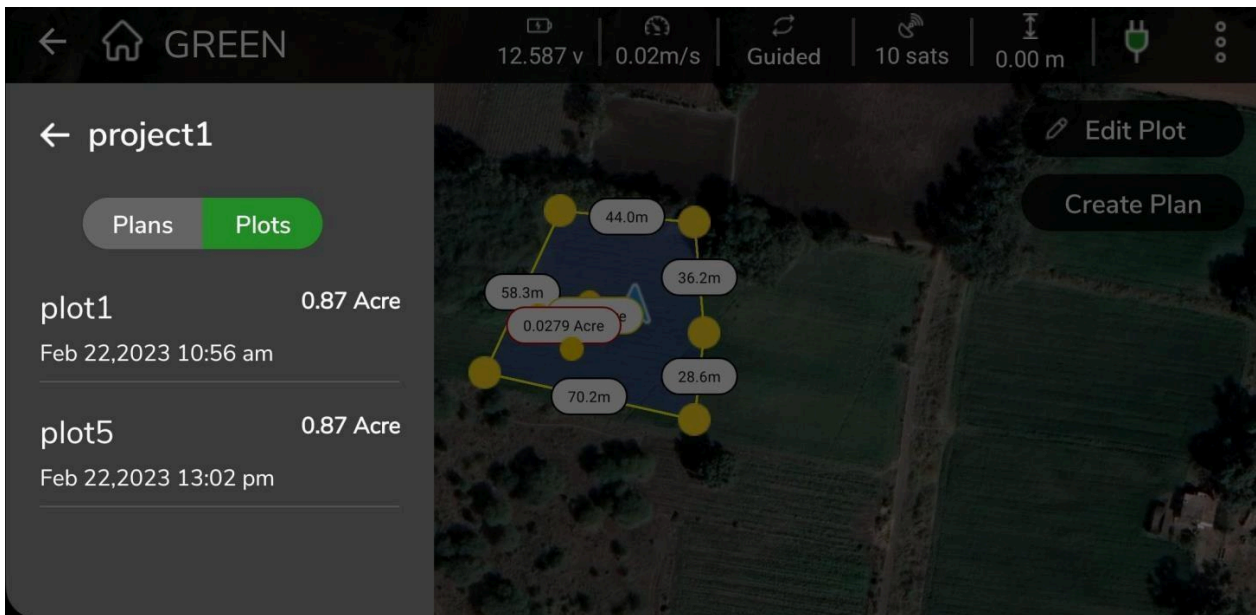 GREEN
12.587 v
0.02m/s
Guided
10 sats
0.00 m
project1
Plans
Plots
plot1
0.87 Acre
Feb 22,2023 10:56 am
plot5
0.87 Acre
Feb 22,2023 13:02 pm
Edit Plot
Create Plan
44.0m
36.2m
58.3m
0.0279 Acre
28.6m
70.2m